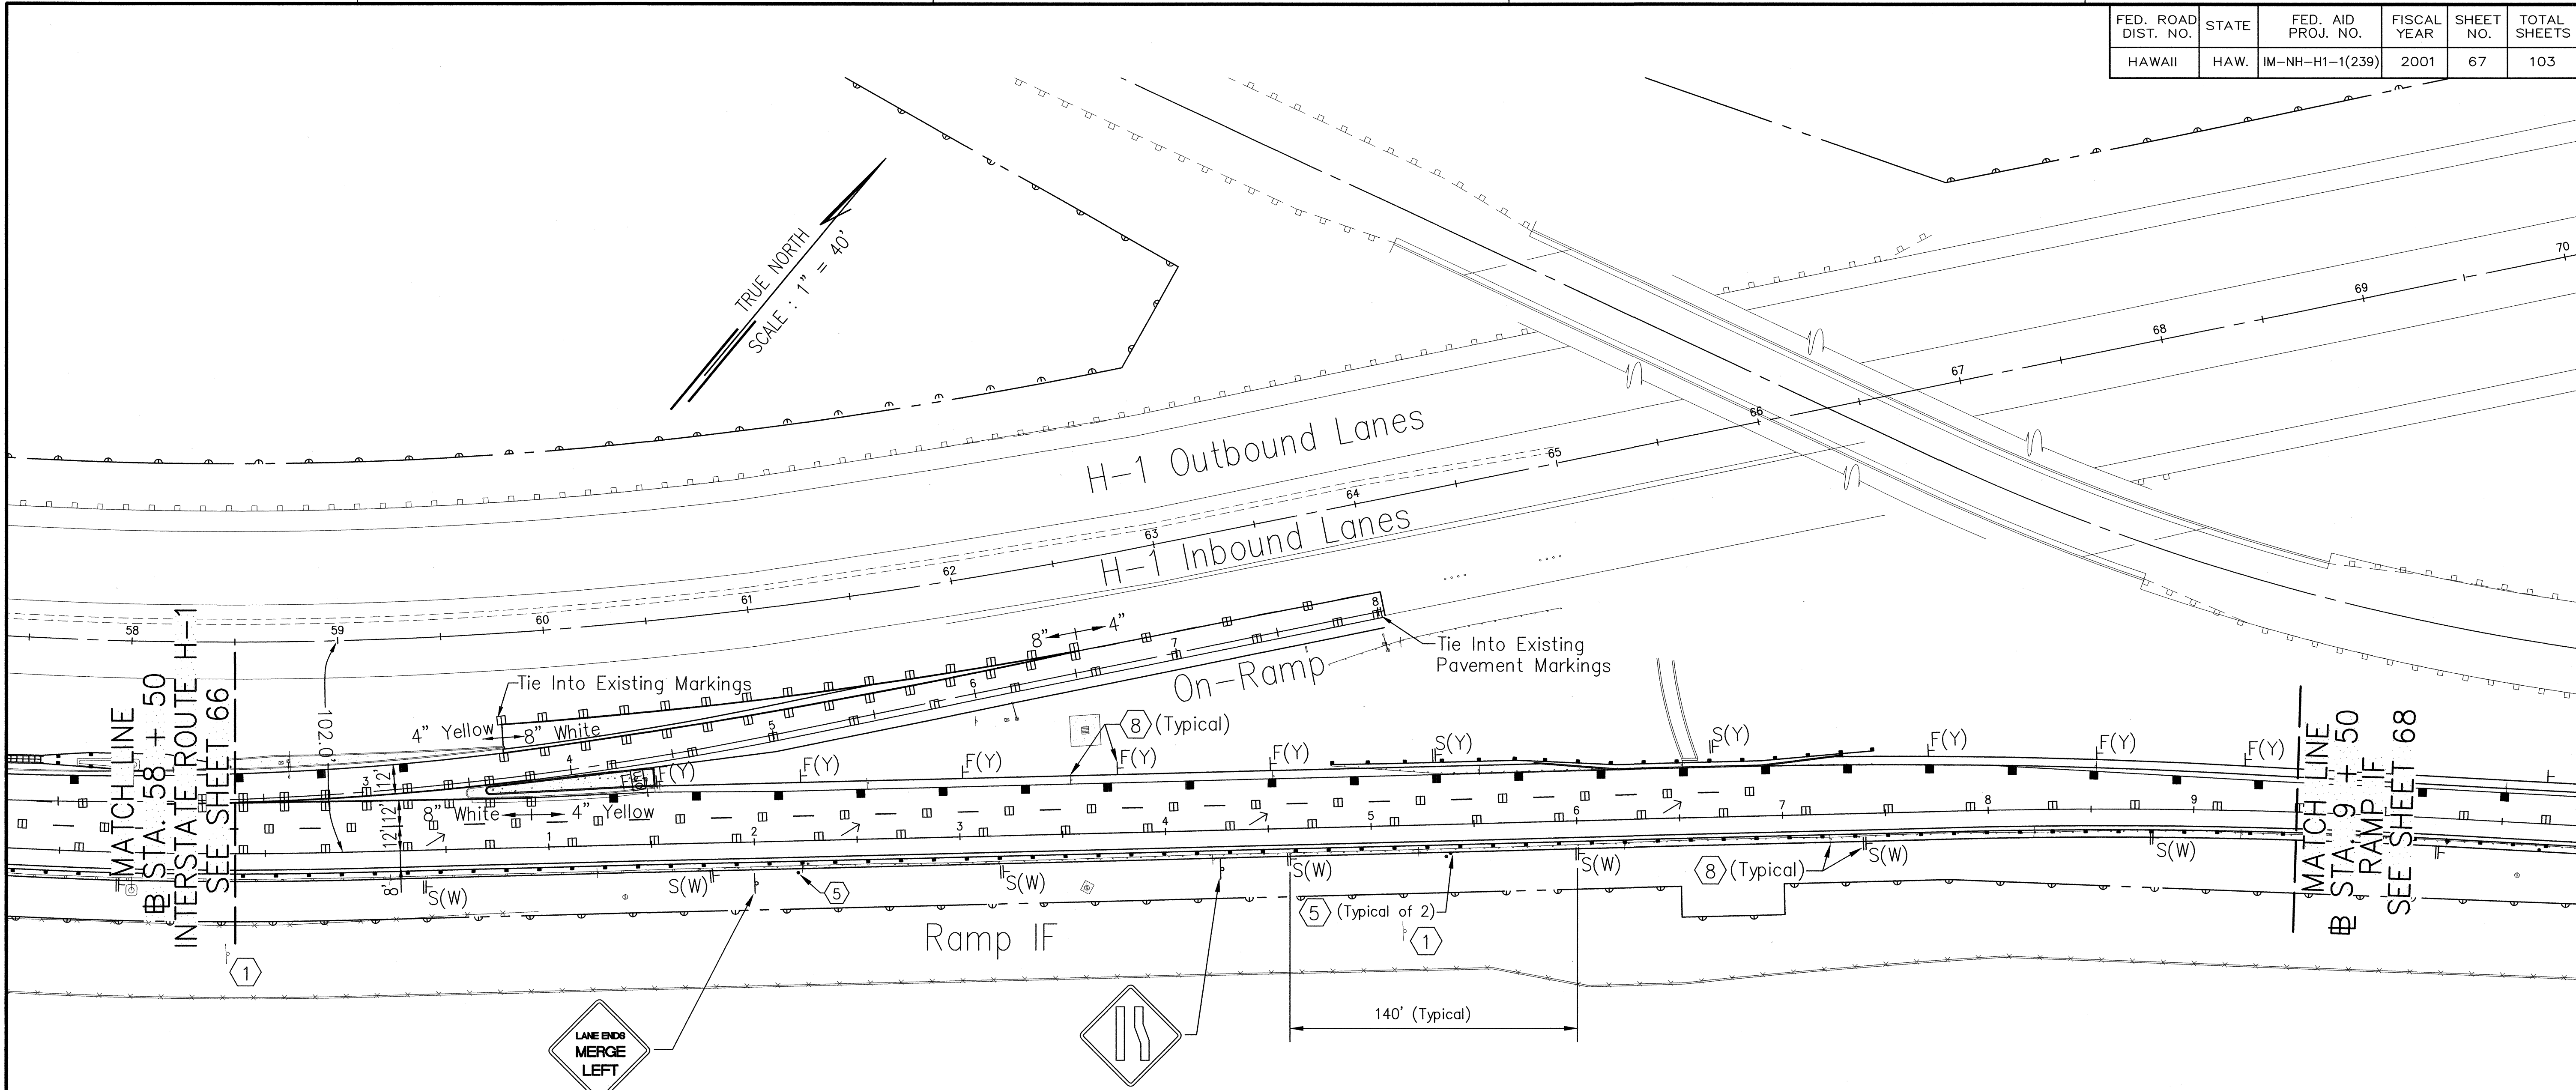 FED. ROAD DIST. NO.
STATE
FED. AID PROJ. NO.
FISCAL YEAR
SHEET NO.
TOTAL SHEETS
HAWAII
HAW.
IM-NH-H1-1(239)
2001
67
103
TRUE NORTH
SCALE : 1" = 40'
70
69
68
67
66
65
64
63
62
61
60
59
58
H-1 Outbound Lanes
H-1 Inbound Lanes
On-Ramp
8"
4"
8
7
6
5
4
3
Tie Into Existing
Pavement Markings
Tie Into Existing Markings
4" Yellow
8" White
102.0'
12'
12'
12'
8'
8" White
4" Yellow
MATCH LINE
B STA. 58 + 50
INTERSTATE ROUTE H-1
SEE SHEET 66
8 (Typical)
F(Y)
F(Y)
F(Y)
F(Y)
F(Y)
S(Y)
S(Y)
F(Y)
F(Y)
F(Y)
1
2
3
4
5
6
7
8
9
S(W)
S(W)
S(W)
S(W)
S(W)
S(W)
S(W)
8 (Typical)
5
5 (Typical of 2)
1
1
Ramp IF
140' (Typical)
LANE ENDS
MERGE
LEFT
MATCH LINE
B STA. 9 + 50
RAMP IF
SEE SHEET 68